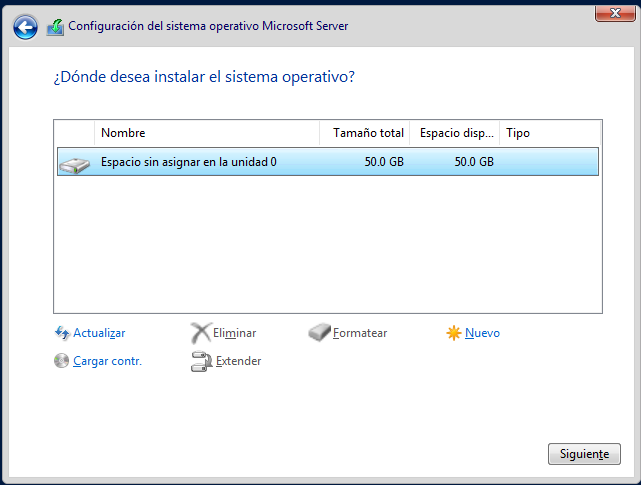 Configuración del sistema operativo Microsoft Server
¿Dónde desea instalar el sistema operativo?
Nombre Tamaño total Espacio disp... Tipo
Espacio sin asignar en la unidad 0 50.0 GB 50.0 GB
Actualizar Eliminar Formatear Nuevo
Cargar contr. Extender
Siguiente